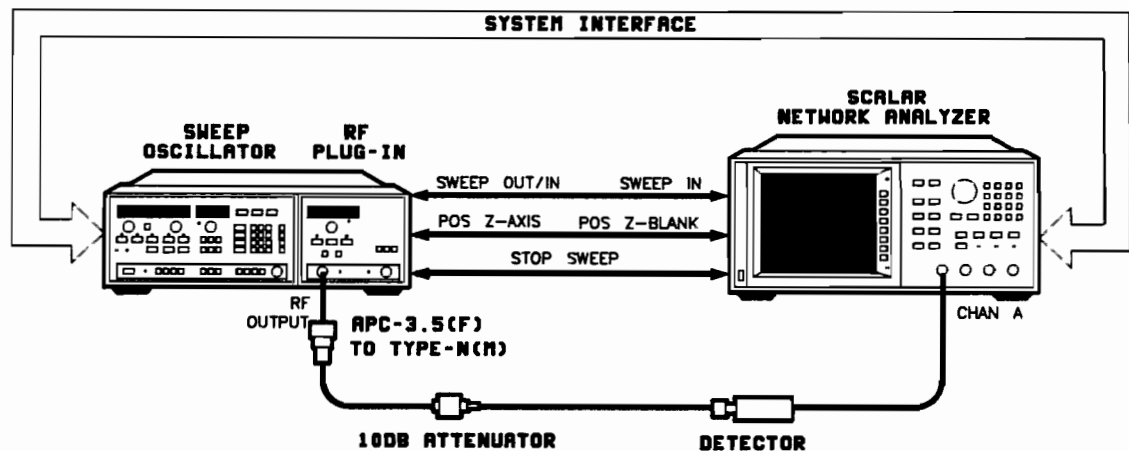 SYSTEM INTERFACE
SCALAR
NETWORK ANALYZER
SWEEP
OSCILLATOR
RF
PLUG-IN
SWEEP OUT/IN SWEEP IN
POS Z-AXIS POS Z-BLANK
STOP SWEEP
RF
OUTPUT
CHAN A
APC-3.5(F)
TO TYPE-N(M)
10DB ATTENUATOR
DETECTOR